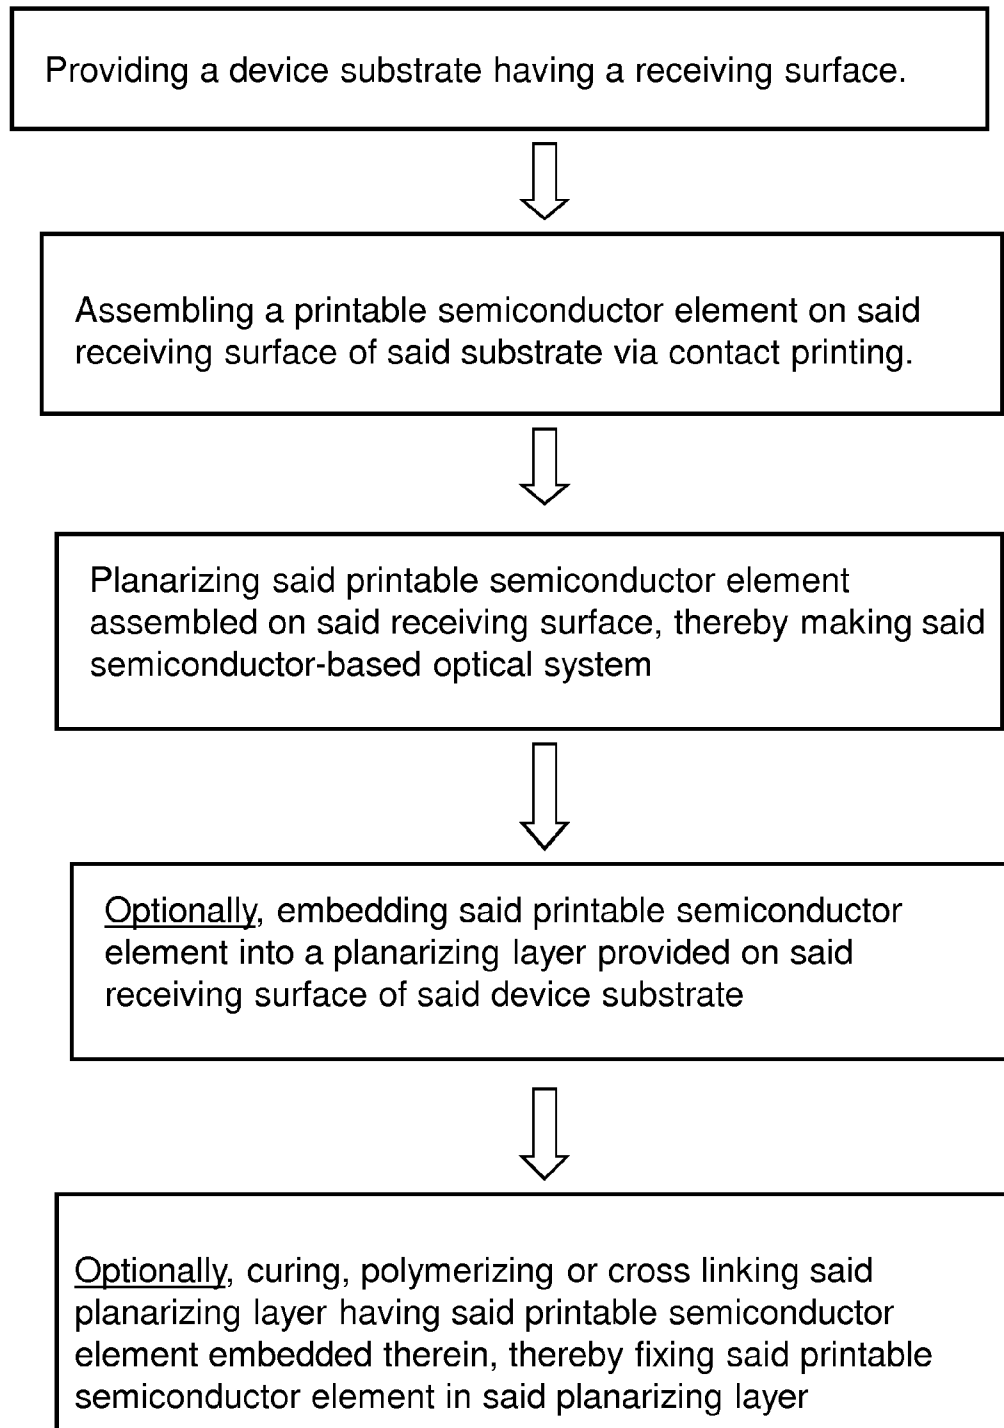 Providing a device substrate having a receiving surface.
Assembling a printable semiconductor element on said
receiving surface of said substrate via contact printing.
Planarizing said printable semiconductor element
assembled on said receiving surface, thereby making said
semiconductor-based optical system
Optionally, embedding said printable semiconductor
element into a planarizing layer provided on said
receiving surface of said device substrate
Optionally, curing, polymerizing or cross linking said
planarizing layer having said printable semiconductor
element embedded therein, thereby fixing said printable
semiconductor element in said planarizing layer